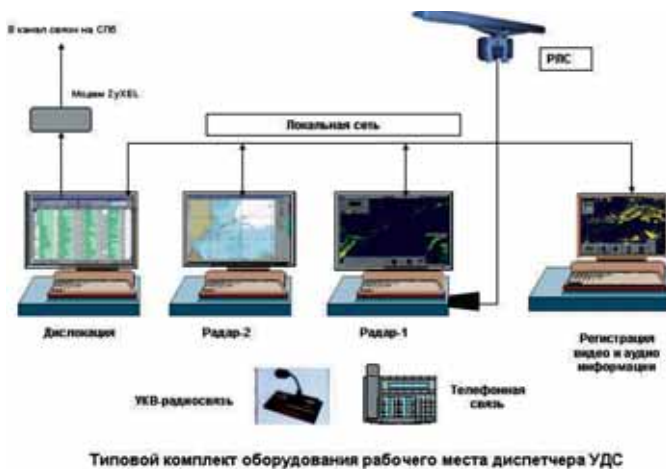 В канал связи на СПб
Модем ZyXEL
РЛС
Локальная сеть
Дислокация
Радар-2
Радар-1
Регистрация
видео и аудио
информации
УКВ-радиосвязь
Телефонная
связь
Типовой комплект оборудования рабочего места диспетчера УДС